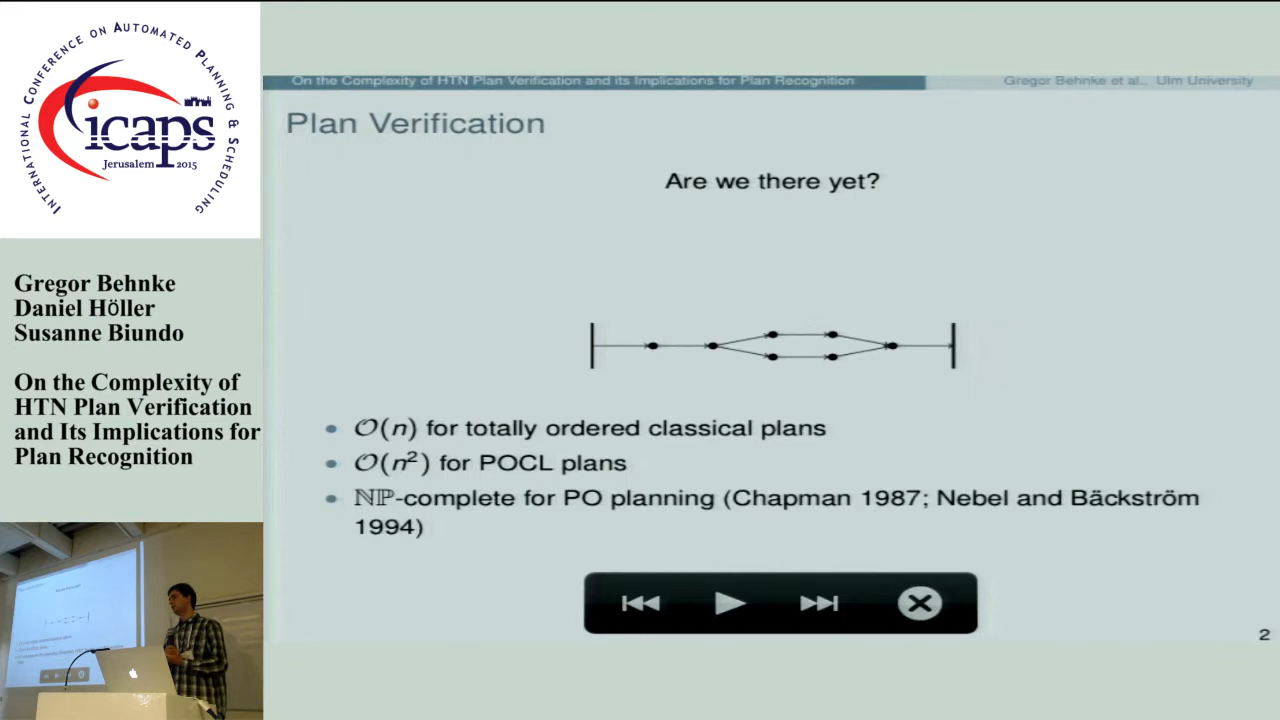 INTERNATIONAL CONFERENCE ON AUTOMATED PLANNING & SCHEDULING
icaps
Jerusalem 2015
Gregor Behnke
Daniel Höller
Susanne Biundo
On the Complexity of
HTN Plan Verification
and Its Implications for
Plan Recognition
On the Complexity of HTN Plan Verification and its Implications for Plan Recognition
Gregor Behnke et al., Ulm University
Plan Verification
Are we there yet?
• 𝒪(n) for totally ordered classical plans
• 𝒪(n²) for POCL plans
• ℕℙ-complete for PO planning (Chapman 1987; Nebel and Bäckström
1994)
2